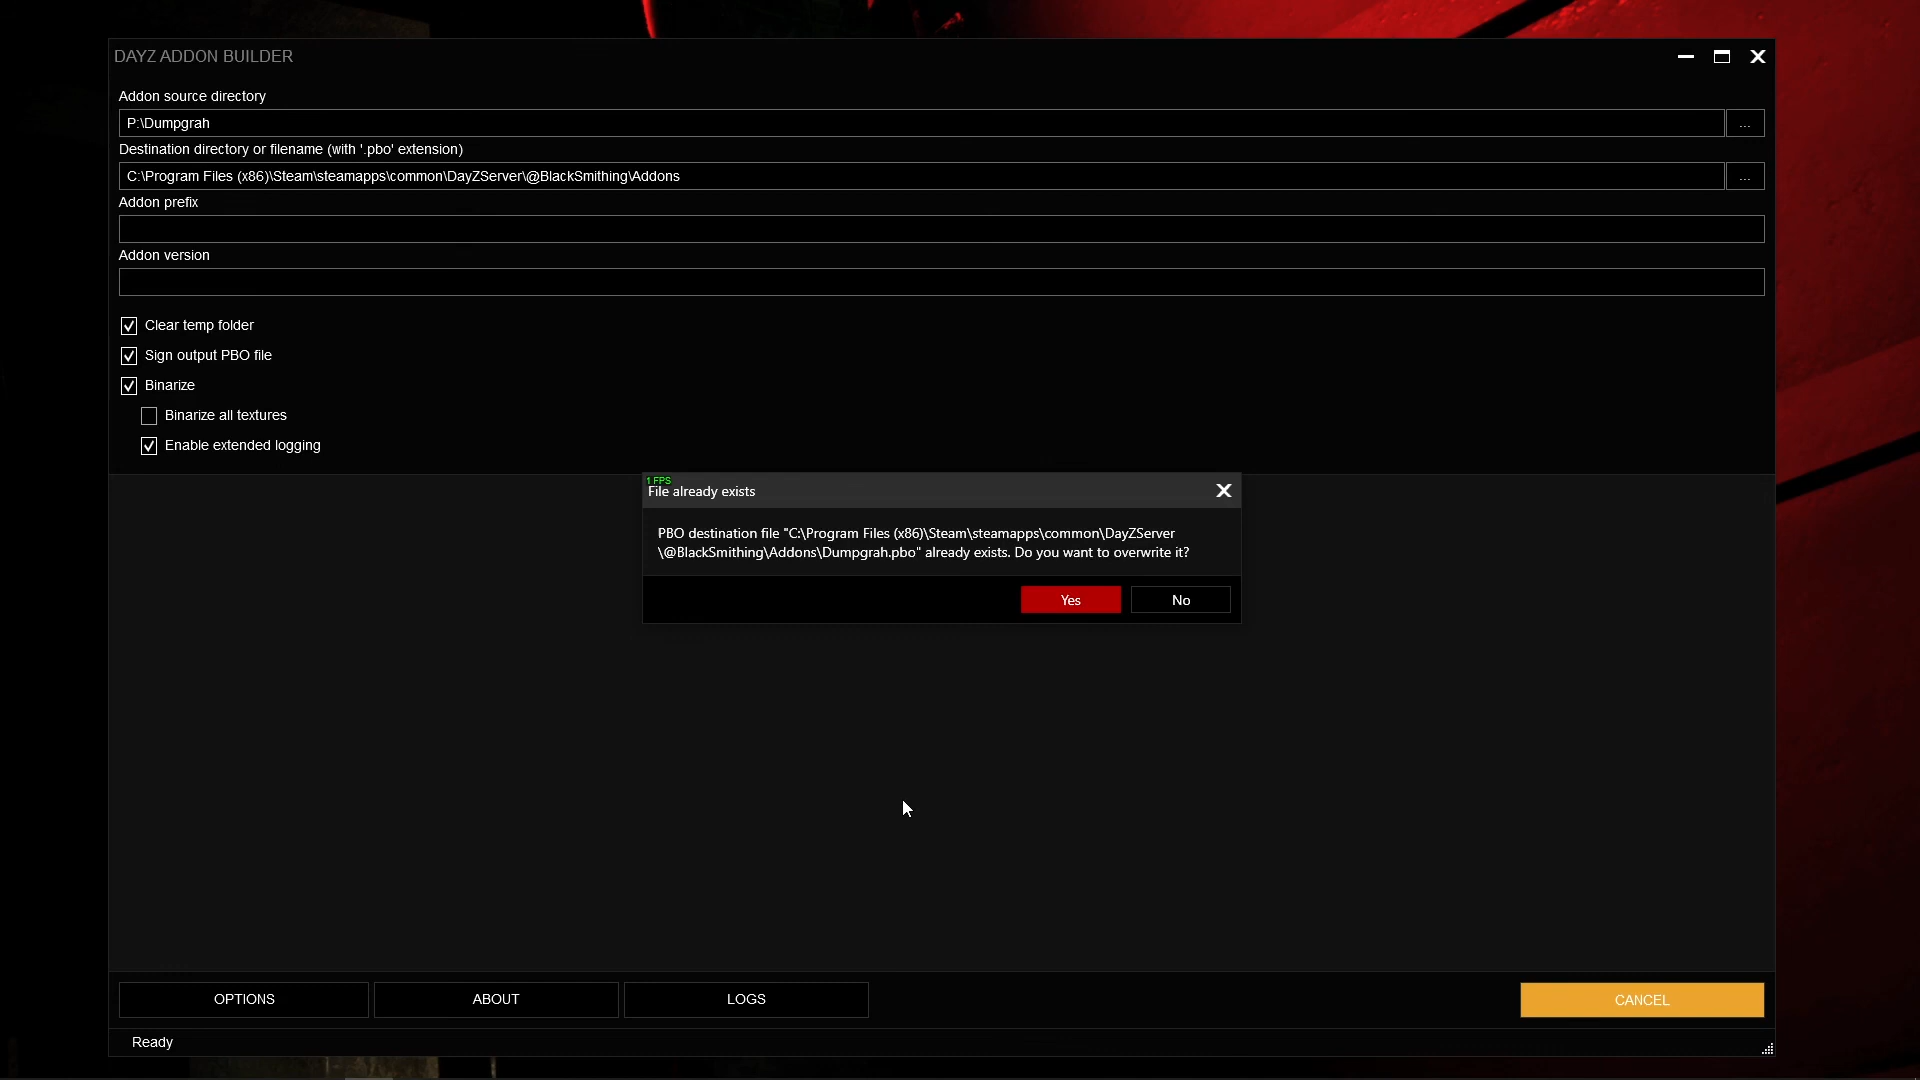 DAYZ ADDON BUILDER
Addon source directory
P:\Dumpgrah
...
Destination directory or filename (with '.pbo' extension)
C:\Program Files (x86)\Steam\steamapps\common\DayZServer\@BlackSmithing\Addons
...
Addon prefix
Addon version
Clear temp folder
Sign output PBO file
Binarize
Binarize all textures
Enable extended logging
1 FPS
File already exists
PBO destination file "C:\Program Files (x86)\Steam\steamapps\common\DayZServer
\@BlackSmithing\Addons\Dumpgrah.pbo" already exists. Do you want to overwrite it?
Yes
No
OPTIONS
ABOUT
LOGS
CANCEL
Ready